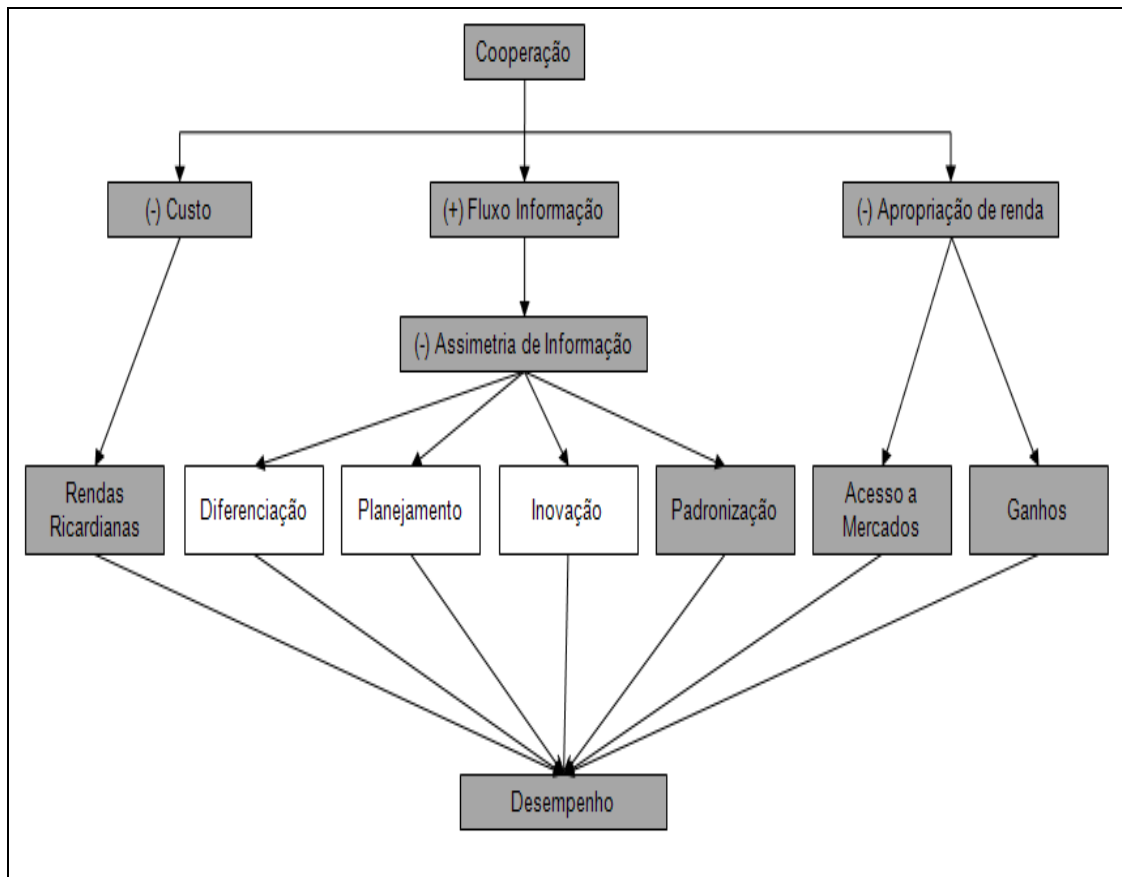 Cooperação
(-) Custo
(+) Fluxo Informação
(-) Apropriação de renda
(-) Assimetria de Informação
Rendas
Ricardianas
Diferenciação
Planejamento
Inovação
Padronização
Acesso a
Mercados
Ganhos
Desempenho